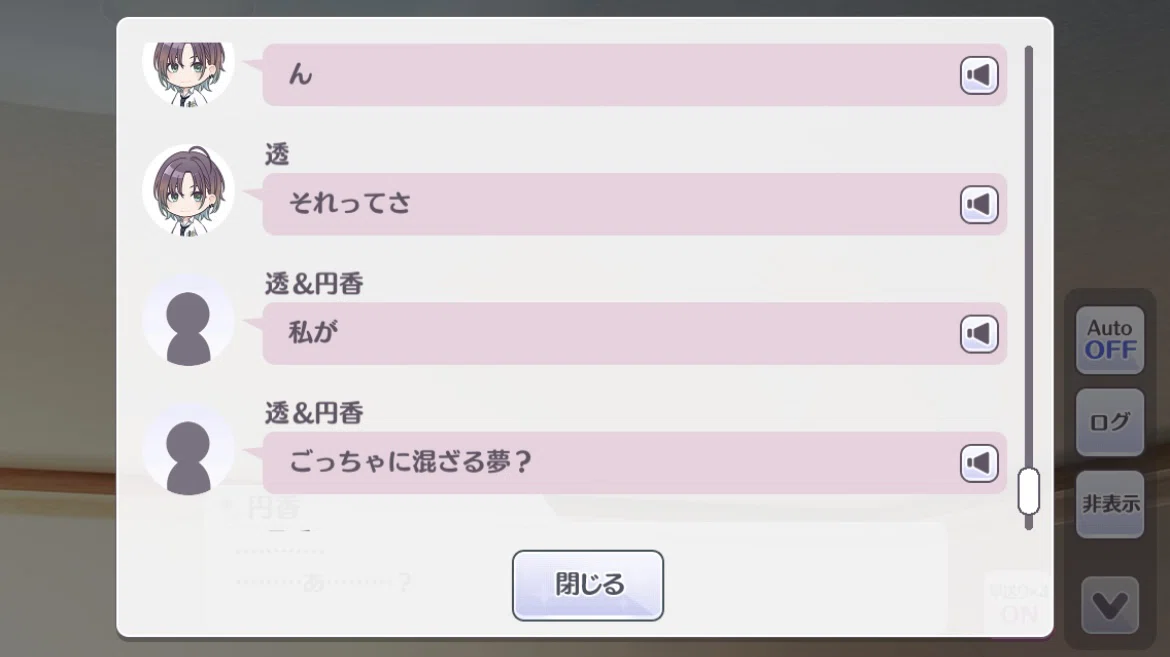 ん
透
それってさ
透＆円香
私が
透＆円香
ごっちゃに混ざる夢？
円香
…………
………あ………？
閉じる
Auto
OFF
ログ
非表示
ON